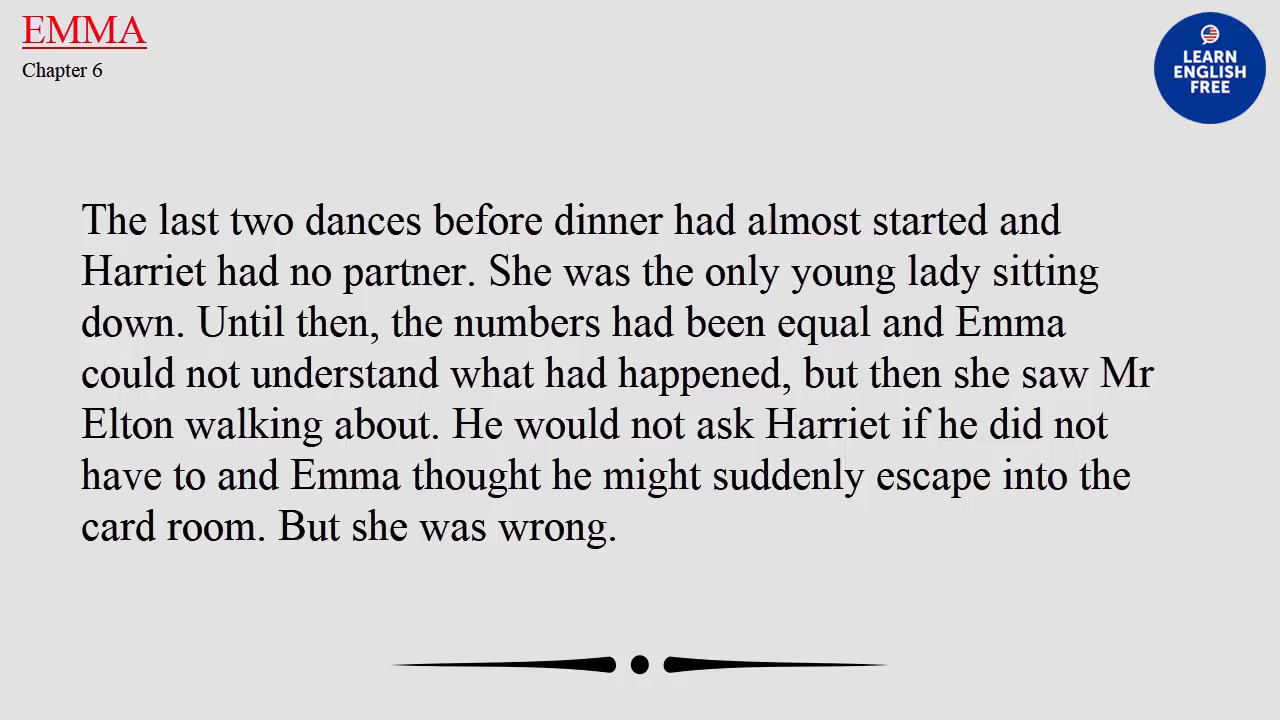 EMMA
Chapter 6
LEARN
ENGLISH
FREE
The last two dances before dinner had almost started and
Harriet had no partner. She was the only young lady sitting
down. Until then, the numbers had been equal and Emma
could not understand what had happened, but then she saw Mr
Elton walking about. He would not ask Harriet if he did not
have to and Emma thought he might suddenly escape into the
card room. But she was wrong.